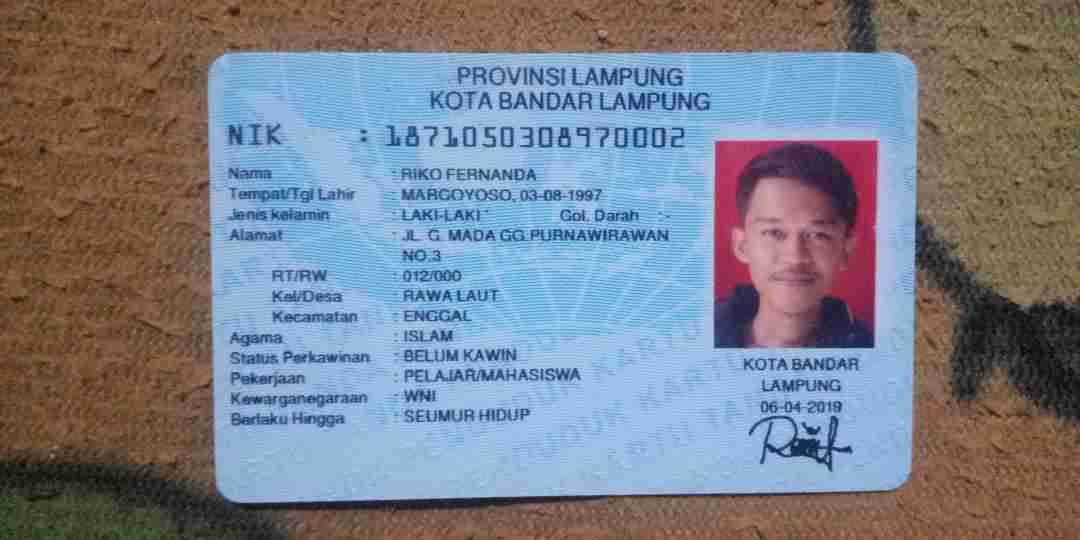 PROVINSI LAMPUNG
KOTA BANDAR LAMPUNG
NIK : 1871050308970002
Nama : RIKO FERNANDA
Tempat/Tgl Lahir : MARGOYOSO, 03-08-1997
Jenis kelamin : LAKI-LAKI Gol. Darah : -
Alamat : JL. G. MADA GG.PURNAWIRAWAN
NO.3
RT/RW : 012/000
Kel/Desa : RAWA LAUT
Kecamatan : ENGGAL
Agama : ISLAM
Status Perkawinan : BELUM KAWIN
Pekerjaan : PELAJAR/MAHASISWA
Kewarganegaraan : WNI
Berlaku Hingga : SEUMUR HIDUP
KOTA BANDAR
LAMPUNG
06-04-2019